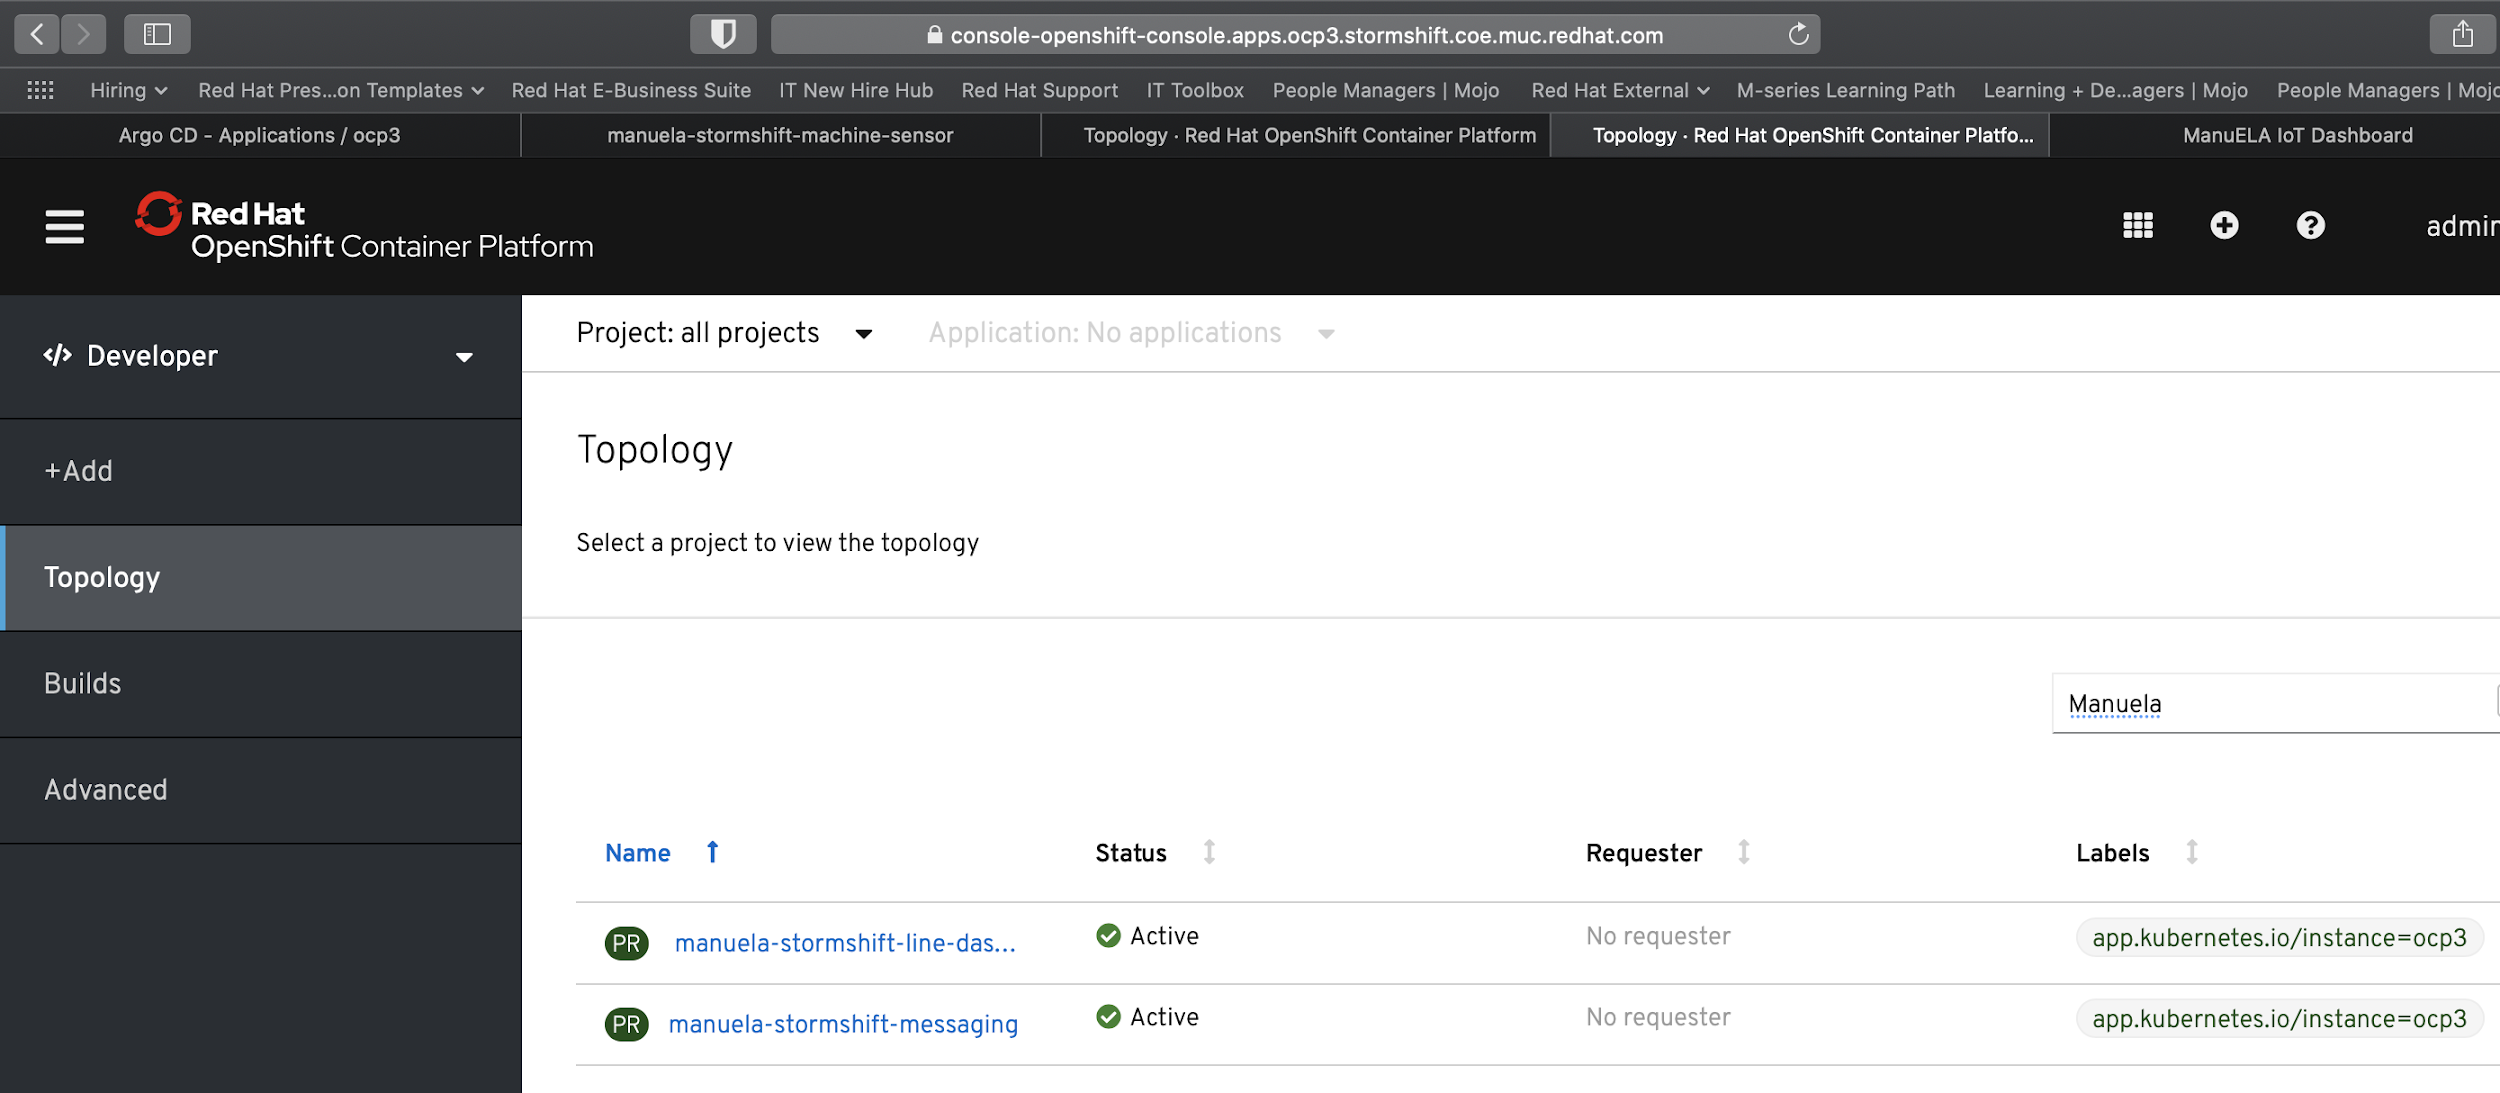 console-openshift-console.apps.ocp3.stormshift.coe.muc.redhat.com
Hiring Red Hat Pres...on Templates Red Hat E-Business Suite IT New Hire Hub Red Hat Support IT Toolbox People Managers | Mojo Red Hat External M-series Learning Path Learning + De...agers | Mojo People Managers | Mojo
Argo CD - Applications / ocp3 manuela-stormshift-machine-sensor Topology · Red Hat OpenShift Container Platform Topology · Red Hat OpenShift Container Platfo... ManuELA IoT Dashboard
Red Hat
OpenShift Container Platform
admin
</> Developer
Project: all projects Application: No applications
+Add
Topology
Builds
Advanced
Topology
Select a project to view the topology
Manuela
Name Status Requester Labels
PR manuela-stormshift-line-das... Active No requester app.kubernetes.io/instance=ocp3
PR manuela-stormshift-messaging Active No requester app.kubernetes.io/instance=ocp3